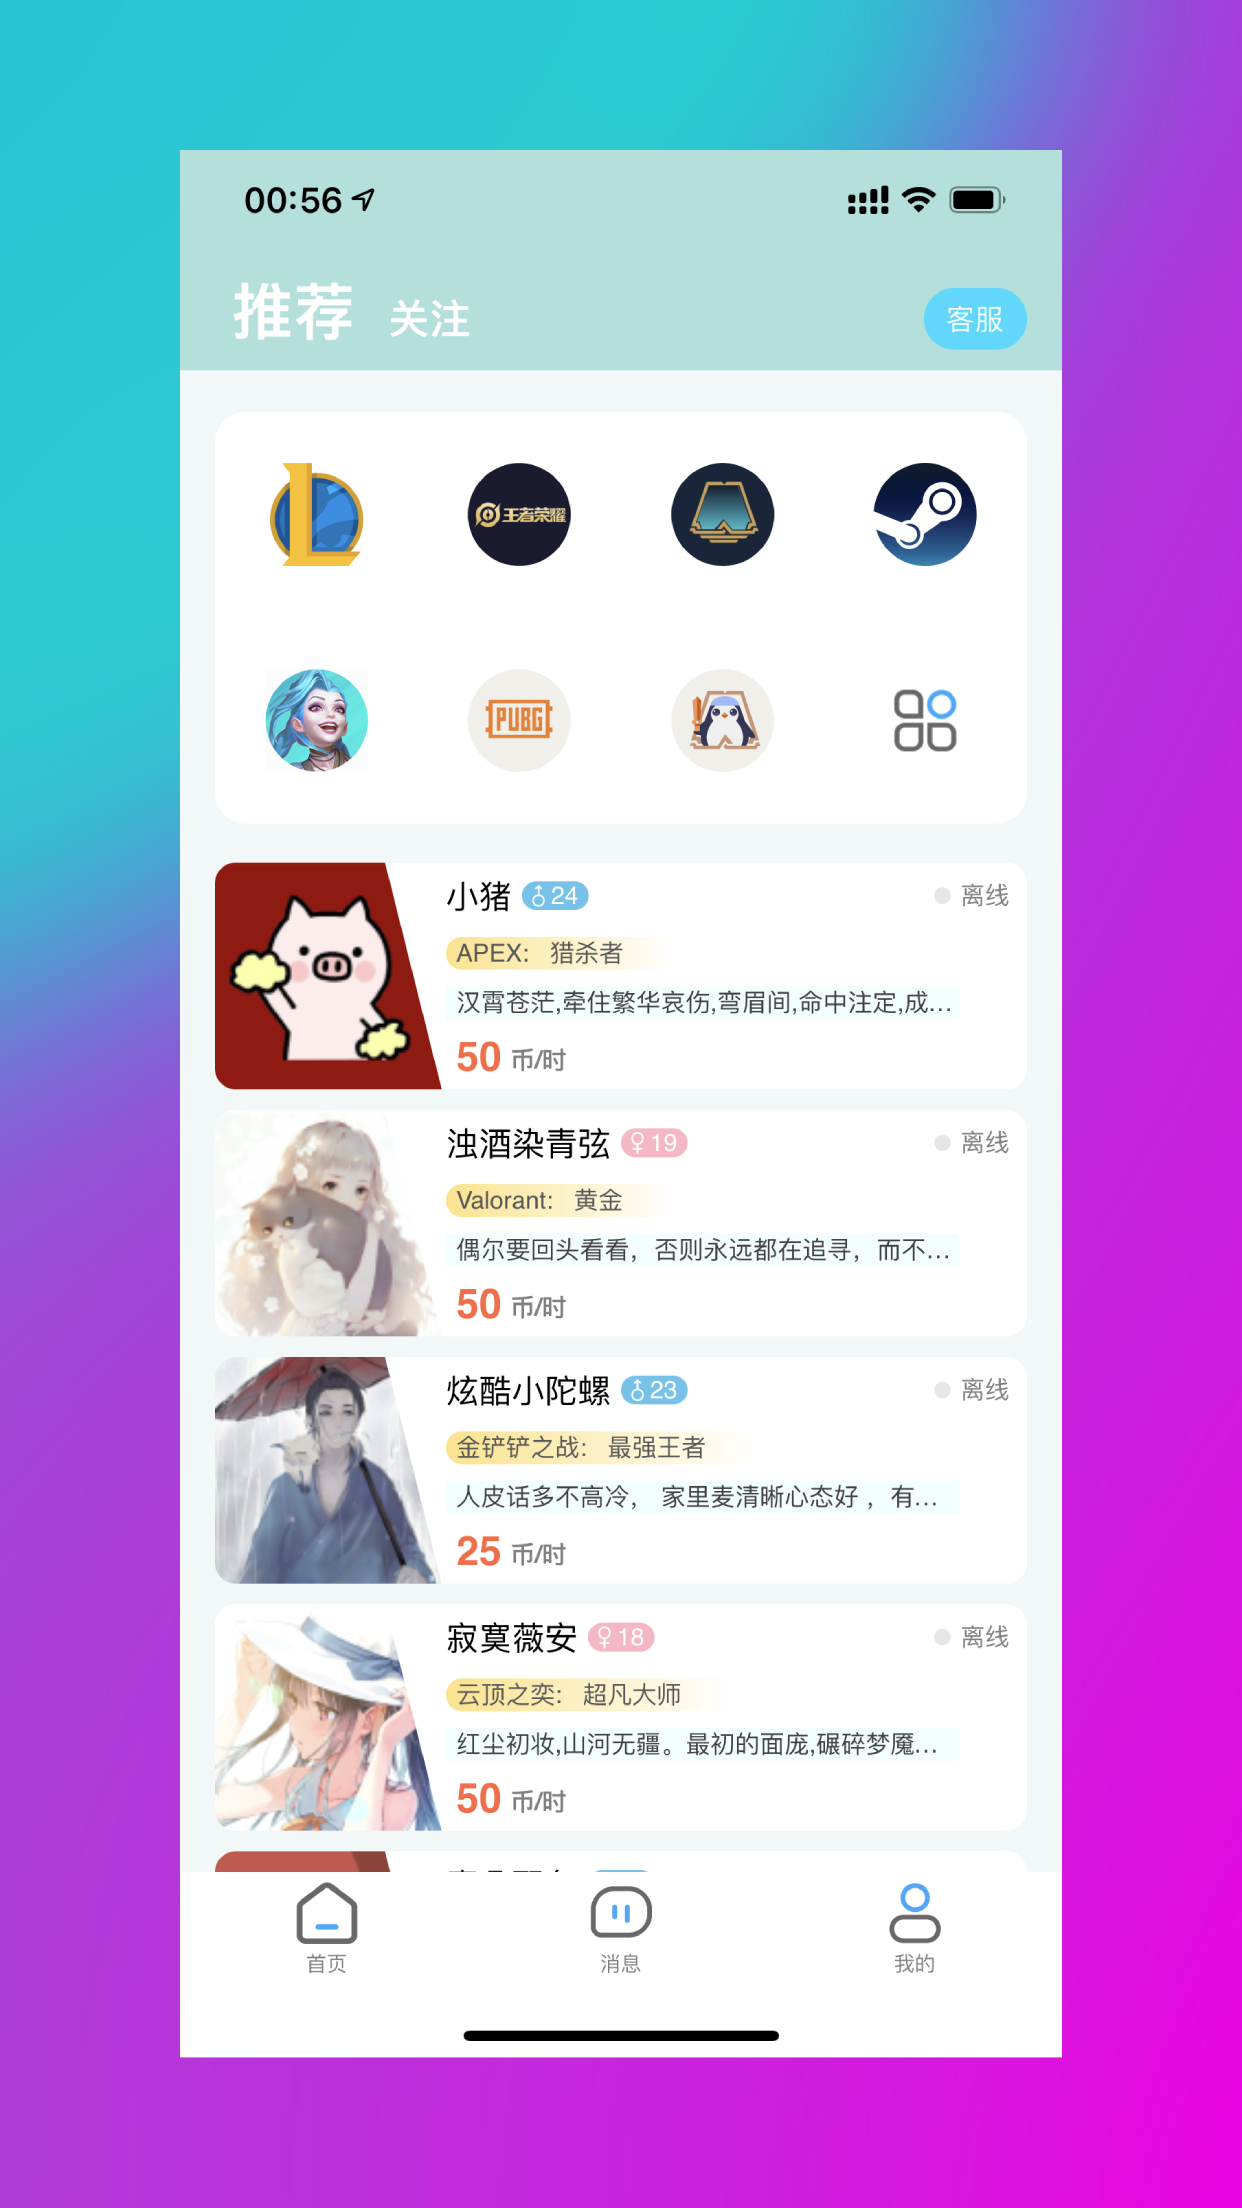 00:56
推荐 关注 客服
王者荣耀
PUBG
小猪 24 离线
APEX: 猎杀者
汉霄苍茫,牵住繁华哀伤,弯眉间,命中注定,成...
50 币/时
浊酒染青弦 19 离线
Valorant: 黄金
偶尔要回头看看，否则永远都在追寻，而不...
50 币/时
炫酷小陀螺 23 离线
金铲铲之战: 最强王者
人皮话多不高冷， 家里麦清晰心态好 ，有...
25 币/时
寂寞薇安 18 离线
云顶之奕: 超凡大师
红尘初妆,山河无疆。最初的面庞,碾碎梦魇...
50 币/时
首页 消息 我的